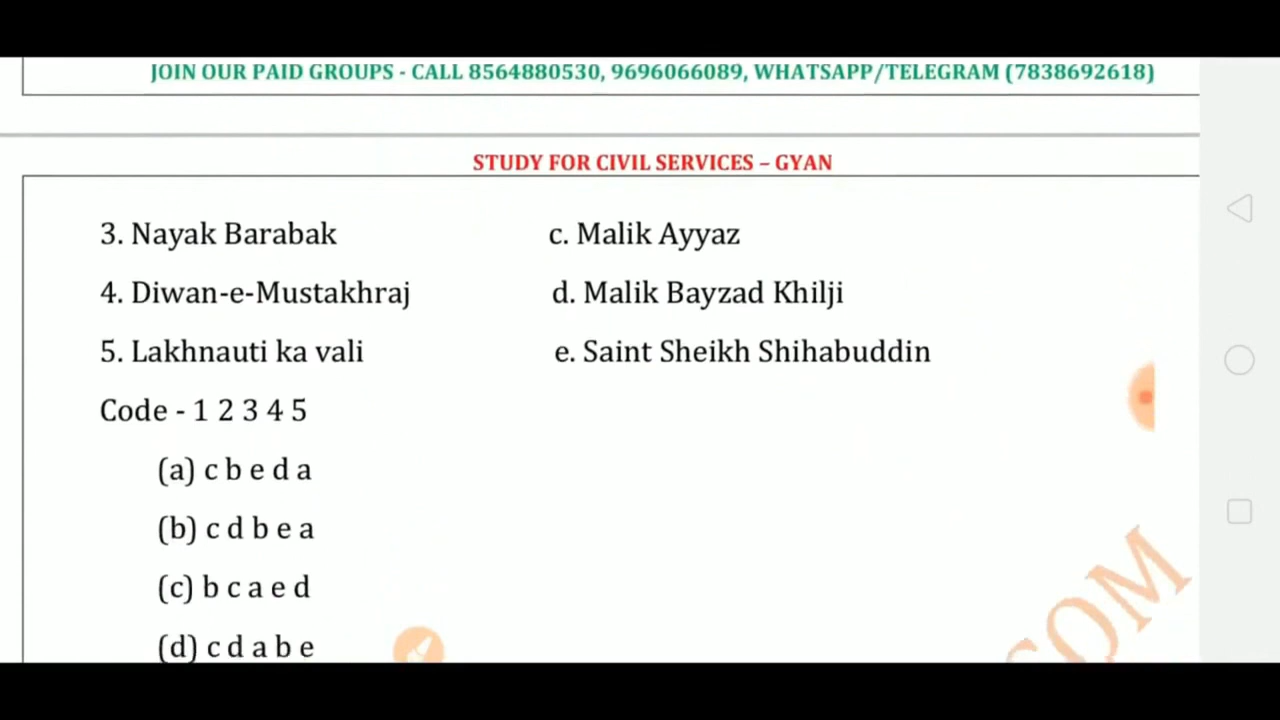 JOIN OUR PAID GROUPS - CALL 8564880530, 9696066089, WHATSAPP/TELEGRAM (7838692618)
STUDY FOR CIVIL SERVICES – GYAN
3. Nayak Barabak c. Malik Ayyaz
4. Diwan-e-Mustakhraj d. Malik Bayzad Khilji
5. Lakhnauti ka vali e. Saint Sheikh Shihabuddin
Code - 1 2 3 4 5
(a) c b e d a
(b) c d b e a
(c) b c a e d
(d) c d a b e
COM